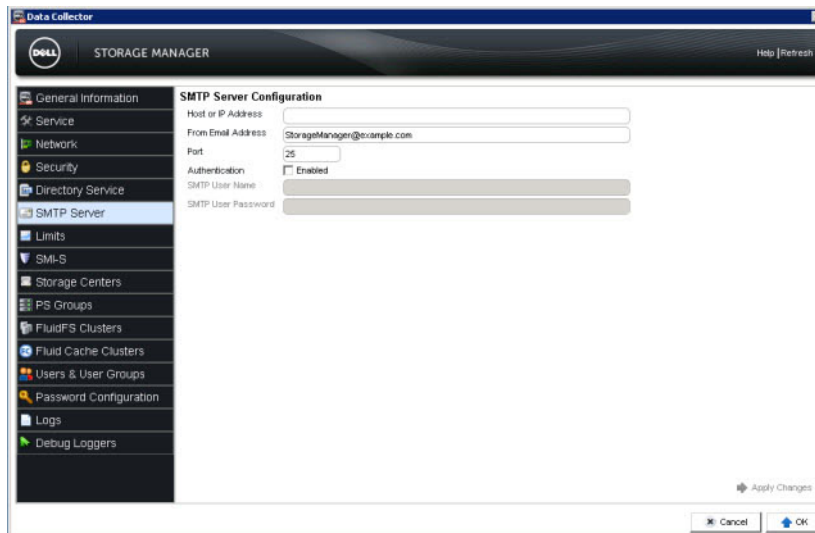 Data Collector
DELL
STORAGE MANAGER
Help | Refresh
General Information
Service
Network
Security
Directory Service
SMTP Server
Limits
SMI-S
Storage Centers
PS Groups
FluidFS Clusters
Fluid Cache Clusters
Users & User Groups
Password Configuration
Logs
Debug Loggers
SMTP Server Configuration
Host or IP Address
From Email Address StorageManager@example.com
Port 25
Authentication Enabled
SMTP User Name
SMTP User Password
Apply Changes
Cancel OK